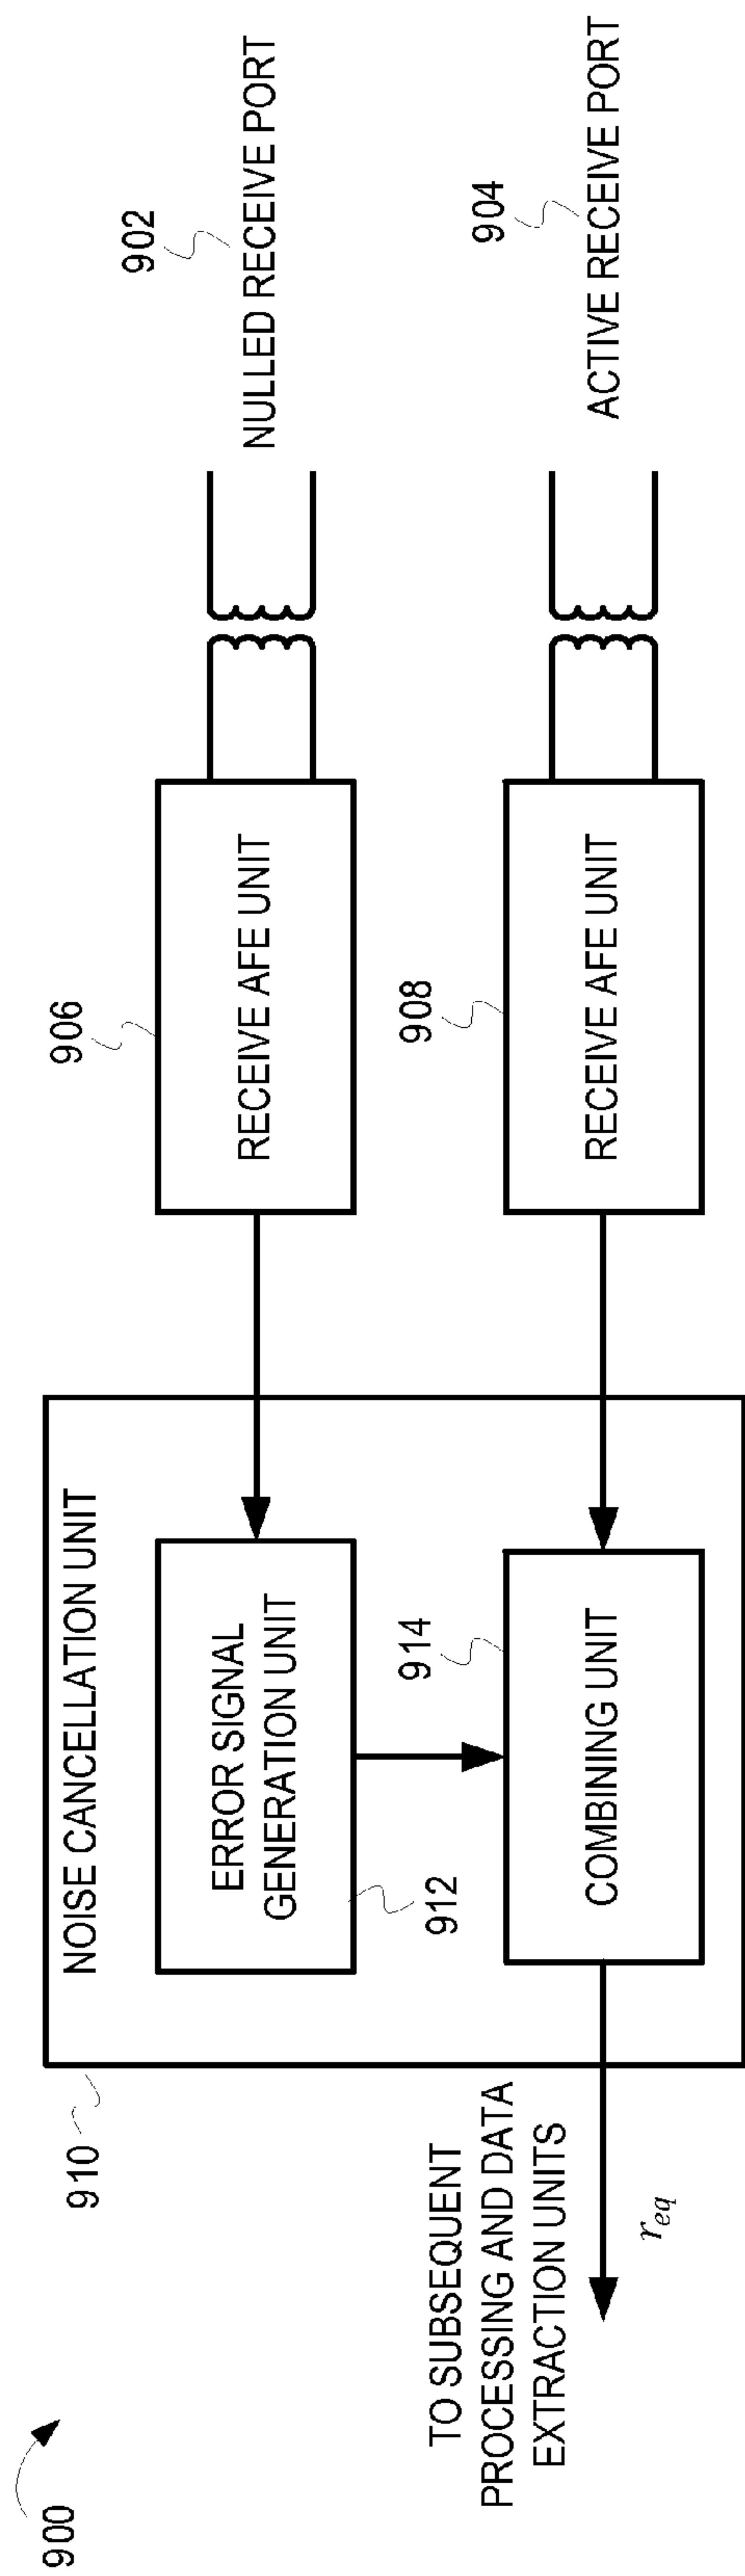 900
910
NOISE CANCELLATION UNIT
ERROR SIGNAL
GENERATION UNIT
912
914
COMBINING UNIT
TO SUBSEQUENT
PROCESSING AND DATA
EXTRACTION UNITS
r_eq
906
RECEIVE AFE UNIT
908
RECEIVE AFE UNIT
902
NULLED RECEIVE PORT
904
ACTIVE RECEIVE PORT